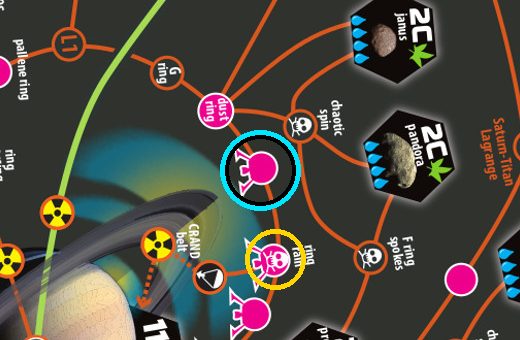 L1
pallene ring
G
ring
dust
ring
chaotic
spin
2C
janus
2C
pandora
Saturn-Titan
Lagrange
ring
CRAND
belt
ring
rain
F ring
spokes
11